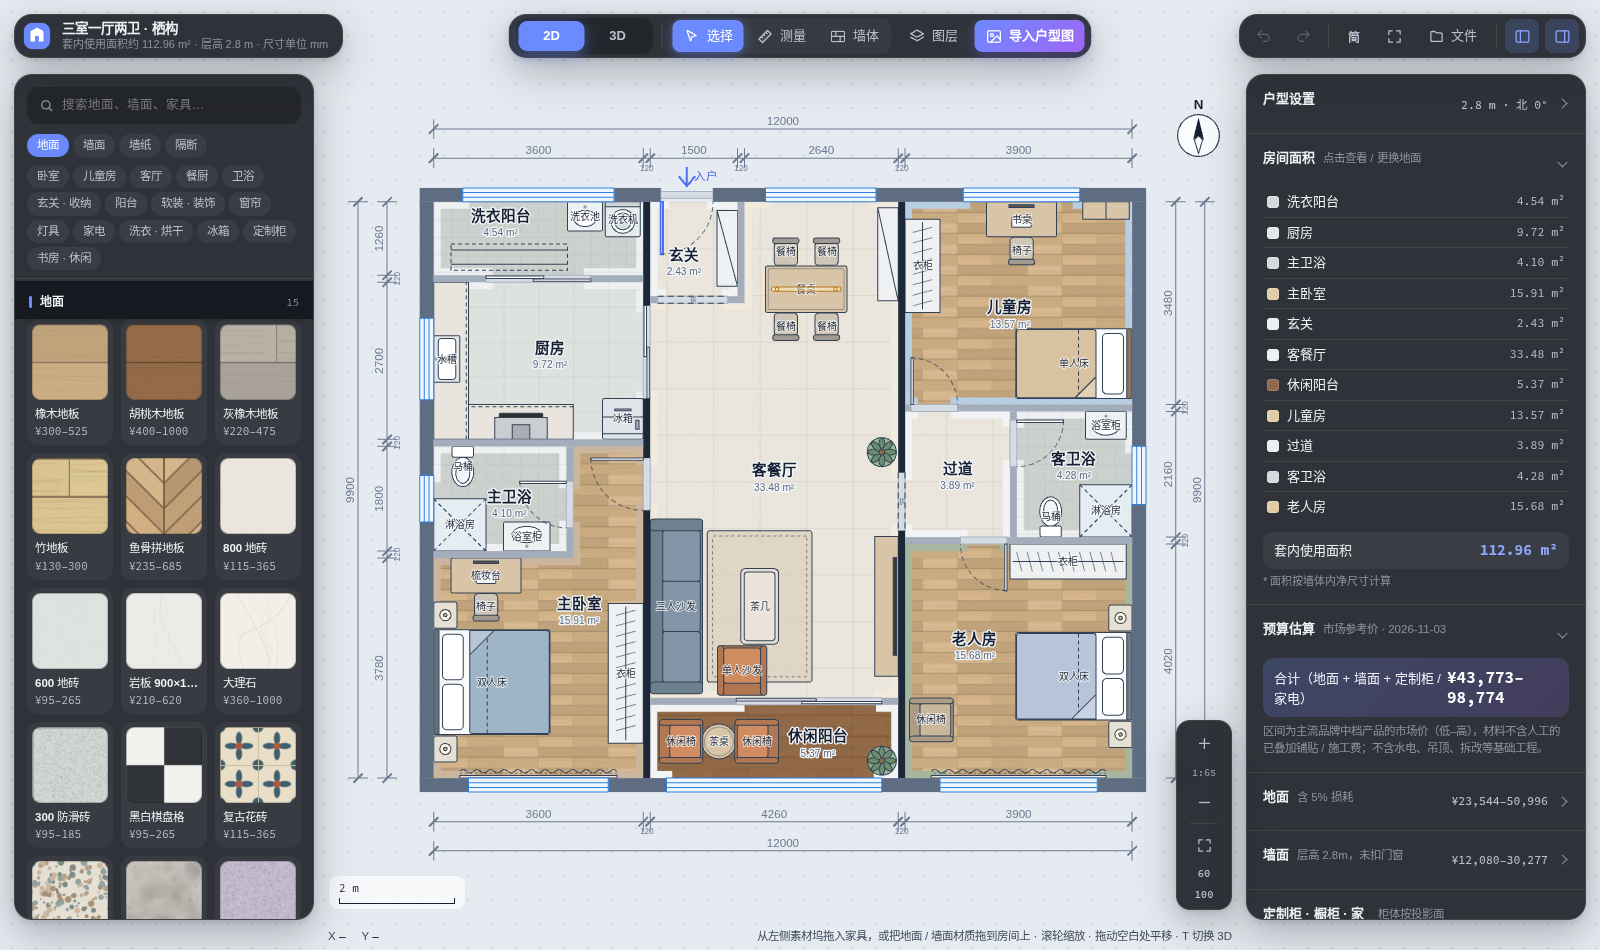 三室一厅两卫 · 栖构
套内使用面积约 112.96 m² · 层高 2.8 m · 尺寸单位 mm
2D
3D
选择
测量
墙体
图层
导入户型图
简
文件
搜索地面、墙面、家具…
地面
墙面
墙纸
隔断
卧室
儿童房
客厅
餐厨
卫浴
玄关 · 收纳
阳台
软装 · 装饰
窗帘
灯具
家电
洗衣 · 烘干
冰箱
定制柜
书房 · 休闲
地面
15
橡木地板
¥300–525
胡桃木地板
¥400–1000
灰橡木地板
¥220–475
竹地板
¥130–300
鱼骨拼地板
¥235–685
800 地砖
¥115–365
600 地砖
¥95–265
岩板 900×1…
¥210–620
大理石
¥360–1000
300 防滑砖
¥95–185
黑白棋盘格
¥95–265
复古花砖
¥115–365
12000
3600
120
1500
120
2640
120
3900
N
入户
9900
1260
120
2700
120
1800
120
3780
3480
120
2160
120
4020
9900
洗衣阳台
4.54 m²
洗衣池
洗衣机
玄关
2.43 m²
餐椅
餐椅
餐桌
餐椅
餐椅
书桌
椅子
衣柜
儿童房
13.57 m²
单人床
水槽
厨房
9.72 m²
冰箱
马桶
主卫浴
4.10 m²
淋浴房
浴室柜
客餐厅
33.48 m²
过道
3.89 m²
浴室柜
客卫浴
4.28 m²
马桶
淋浴房
梳妆台
椅子
主卧室
15.91 m²
双人床
衣柜
三人沙发
茶几
单人沙发
衣柜
老人房
15.68 m²
双人床
休闲椅
休闲椅
茶桌
休闲椅
休闲阳台
5.37 m²
3600
120
4260
120
3900
12000
2 m
X –
Y –
从左侧素材坞拖入家具，或把地面 / 墙面材质拖到房间上 · 滚轮缩放 · 拖动空白处平移 · T 切换 3D
1:65
60
100
户型设置
2.8 m · 北 0°
房间面积
点击查看 / 更换地面
洗衣阳台
4.54 m²
厨房
9.72 m²
主卫浴
4.10 m²
主卧室
15.91 m²
玄关
2.43 m²
客餐厅
33.48 m²
休闲阳台
5.37 m²
儿童房
13.57 m²
过道
3.89 m²
客卫浴
4.28 m²
老人房
15.68 m²
套内使用面积
112.96 m²
* 面积按墙体内净尺寸计算
预算估算
市场参考价 · 2026-11-03
合计（地面 + 墙面 + 定制柜 / 家电）
¥43,773–98,774
区间为主流品牌中档产品的市场价（低–高），材料不含人工的已叠加铺贴 / 施工费；不含水电、吊顶、拆改等基础工程。
地面
含 5% 损耗
¥23,544–50,996
墙面
层高 2.8m，未扣门窗
¥12,080–30,277
定制柜 · 橱柜 · 家
柜体按投影面